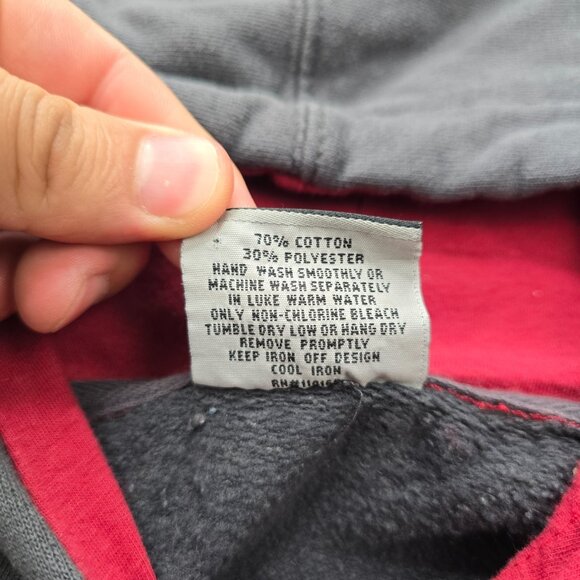 70% COTTON
30% POLYESTER
HAND WASH SMOOTHLY OR
MACHINE WASH SEPARATELY
IN LUKE WARM WATER
ONLY NON-CHLORINE BLEACH
TUMBLE DRY LOW OR HANG DRY
REMOVE PROMPTLY
KEEP IRON OFF DESIGN
COOL IRON